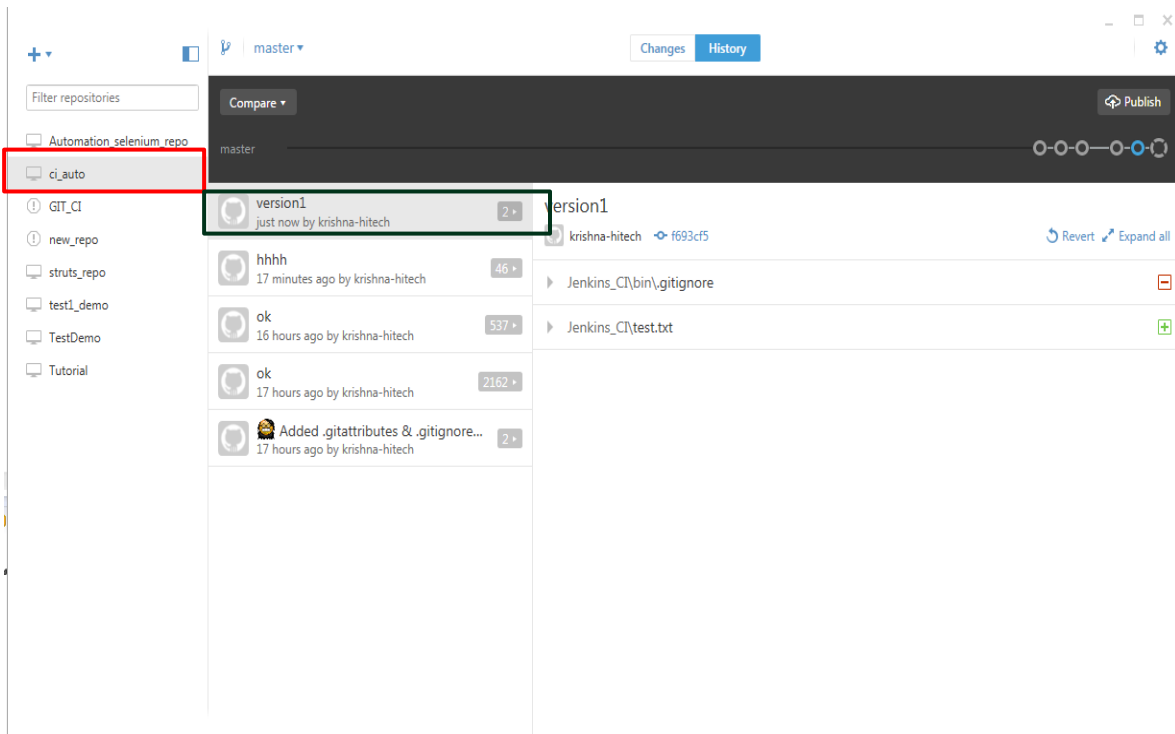 master
Changes
History
Filter repositories
Compare
Publish
Automation_selenium_repo
master
ci_auto
GIT_CI
new_repo
struts_repo
test1_demo
TestDemo
Tutorial
version1
just now by krishna-hitech
2
hhhh
17 minutes ago by krishna-hitech
46
ok
16 hours ago by krishna-hitech
537
ok
17 hours ago by krishna-hitech
2162
Added .gitattributes & .gitignore...
17 hours ago by krishna-hitech
2
version1
krishna-hitech f693cf5
Revert Expand all
Jenkins_CI\bin\.gitignore
Jenkins_CI\test.txt